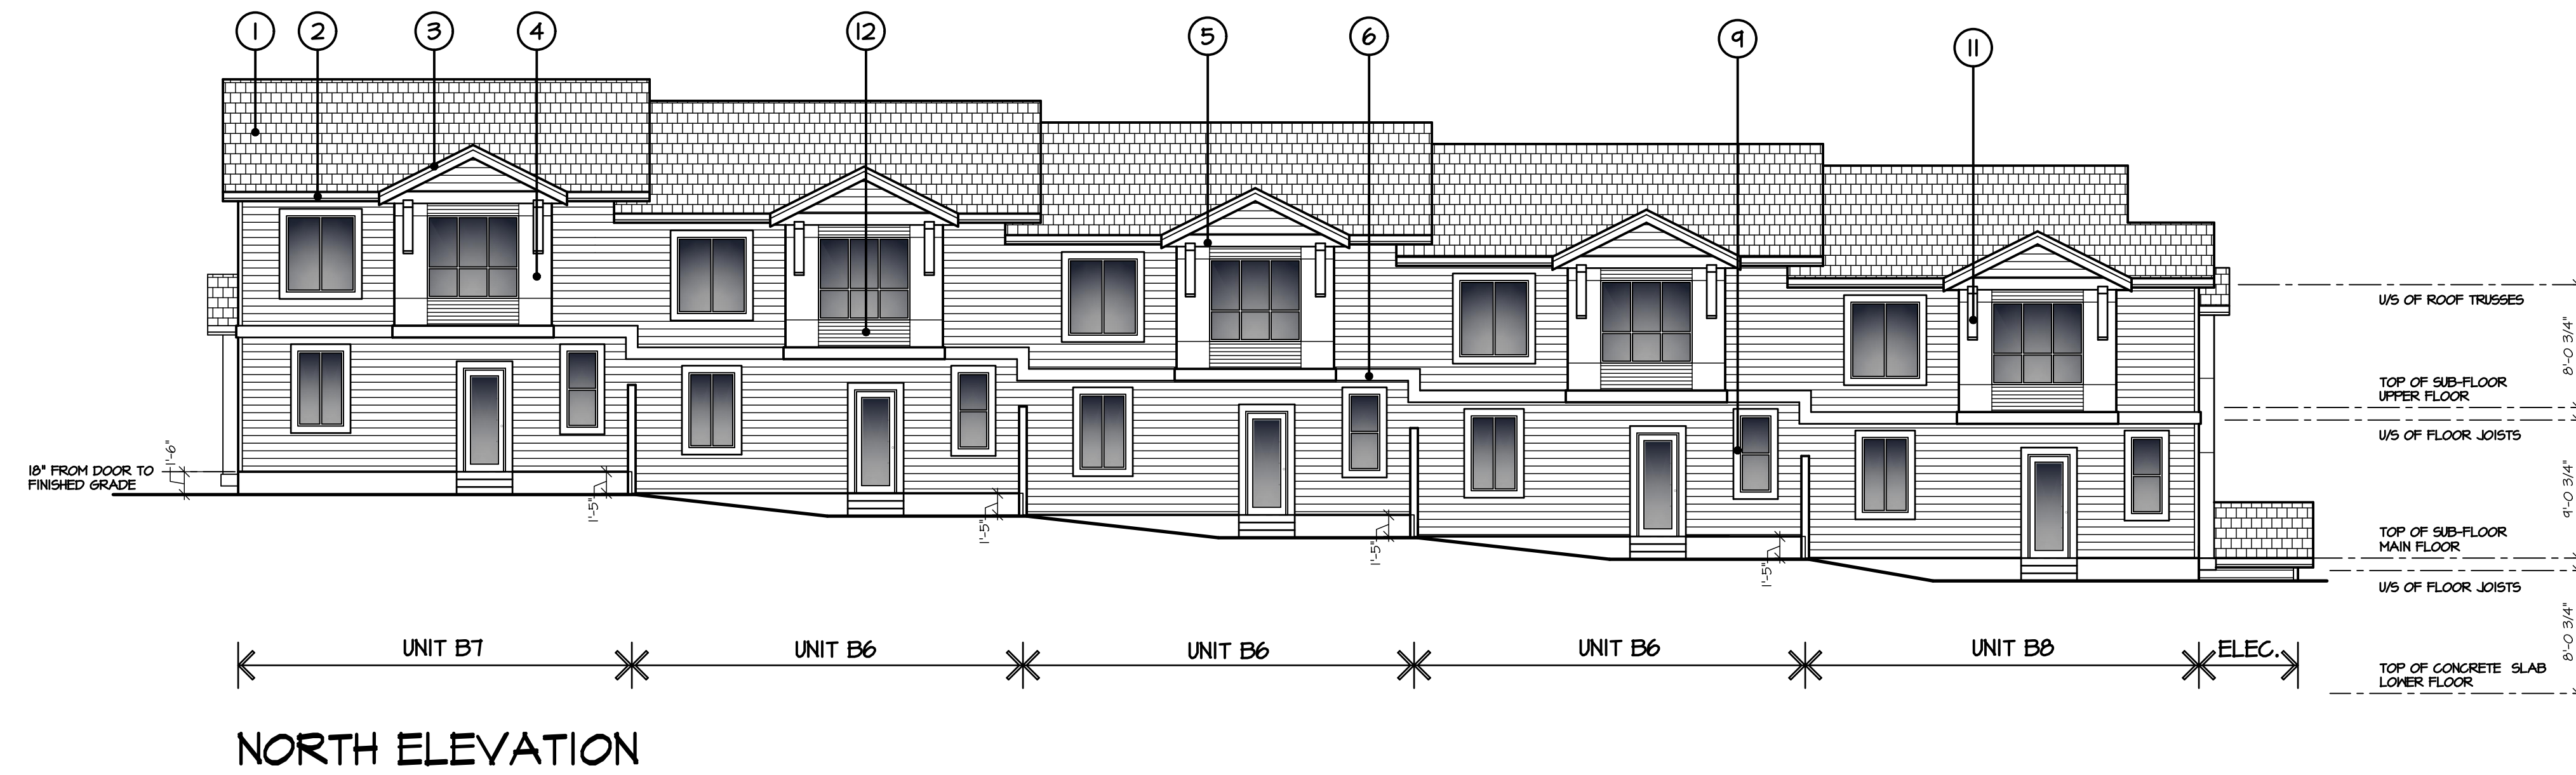 1 2 3 4 12 5 6 9 11
U/S OF ROOF TRUSSES
8'-0 3/4"
TOP OF SUB-FLOOR
UPPER FLOOR
U/S OF FLOOR JOISTS
1'-6"
18" FROM DOOR TO
FINISHED GRADE
9'-0 3/4"
1'-5"
1'-5"
1'-5"
1'-5"
TOP OF SUB-FLOOR
MAIN FLOOR
U/S OF FLOOR JOISTS
8'-0 3/4"
UNIT B7 UNIT B6 UNIT B6 UNIT B6 UNIT B8 ELEC.
TOP OF CONCRETE SLAB
LOWER FLOOR
NORTH ELEVATION